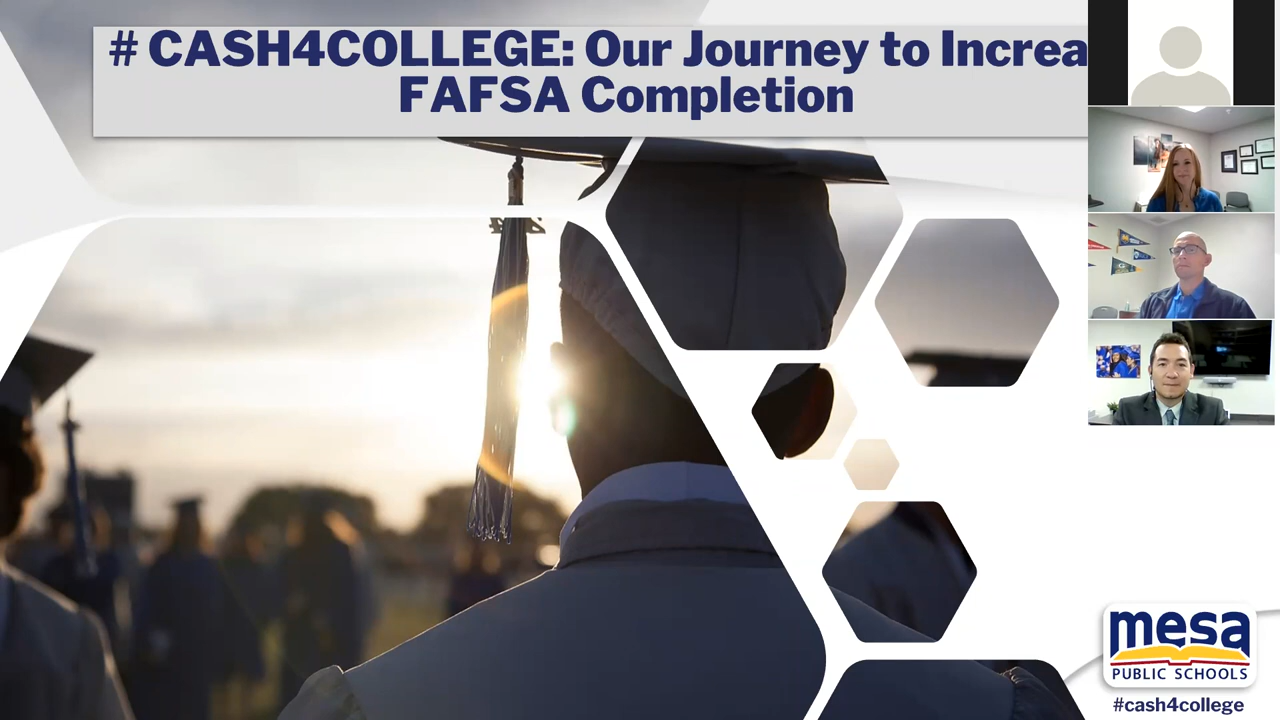 # CASH4COLLEGE: Our Journey to Increa
FAFSA Completion
mesa
PUBLIC SCHOOLS
#cash4college